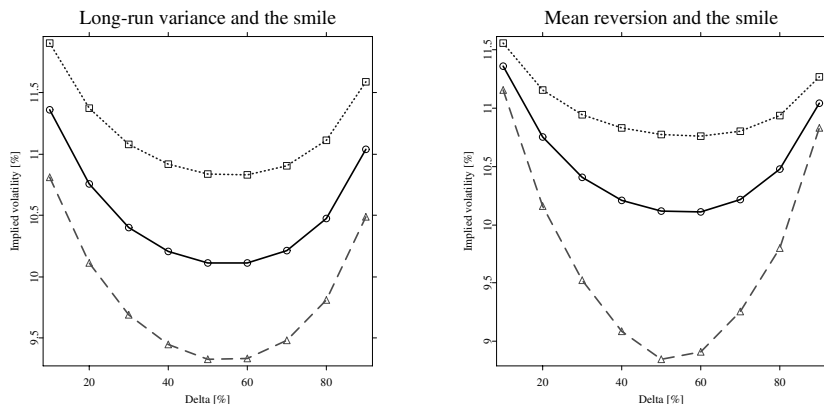 Long-run variance and the smile
Implied volatility [%]
11.5
11
10.5
10
9.5
20 40 60 80
Delta [%]
Mean reversion and the smile
Implied volatility [%]
11.5
11
10.5
10
9.5
9
20 40 60 80
Delta [%]